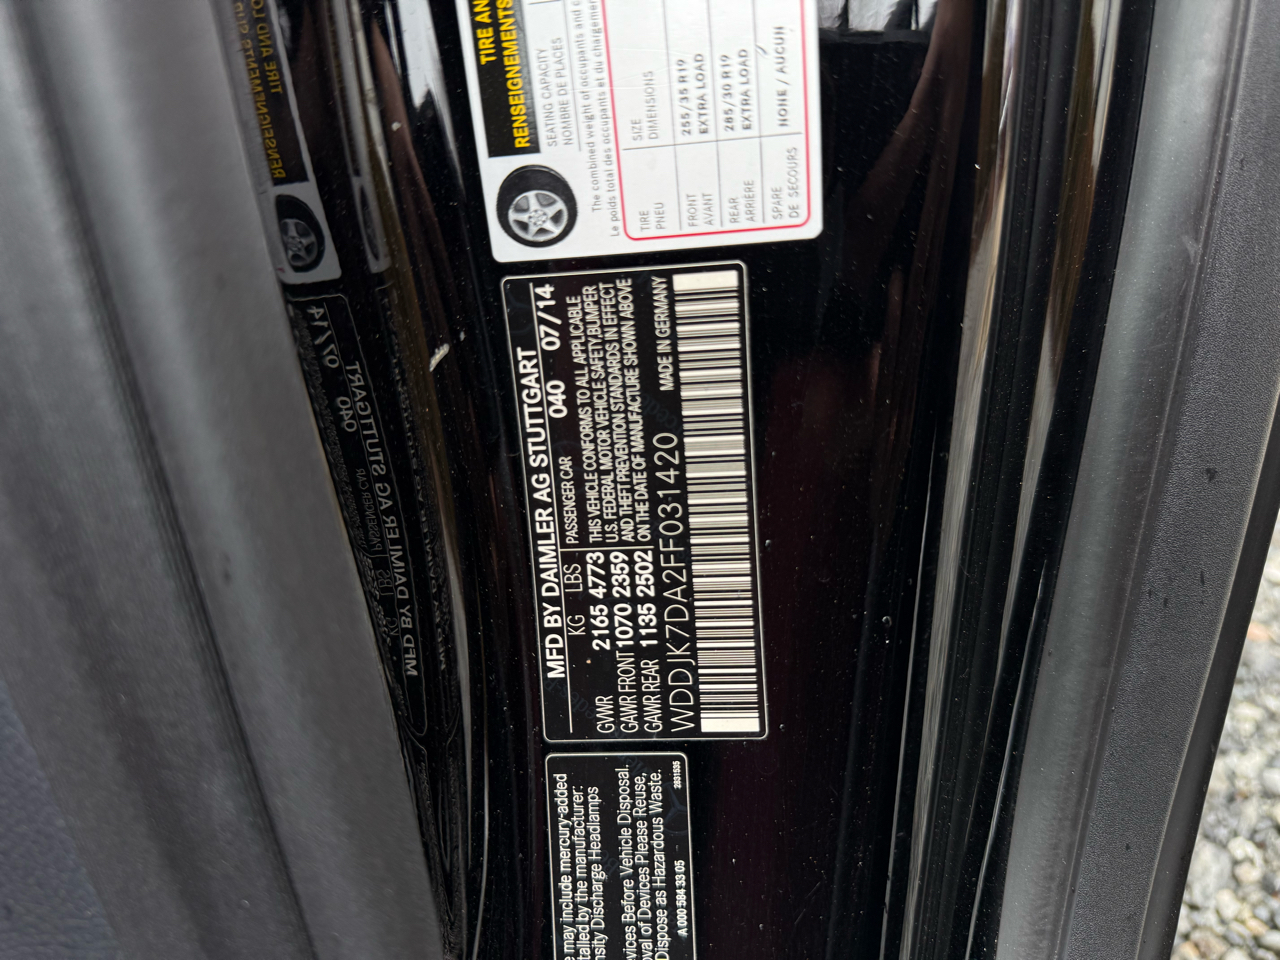 TIRE AN
RENSEIGNEMENTS
SEATING CAPACITY
NOMBRE DE PLACES
The combined weight of occupants and c
Le poids total des occupants et du chargemen
TIRE
PNEU
SIZE
DIMENSIONS
FRONT
AVANT
255/35 R19
EXTRA LOAD
REAR
ARRIÈRE
285/30 R19
EXTRA LOAD
SPARE
DE SECOURS
NONE / AUCUN
MFD BY DAIMLER AG STUTTGART
KG LBS PASSENGER CAR 040 07/14
GVWR 2165 4773
GAWR FRONT 1070 2359
GAWR REAR 1135 2502
THIS VEHICLE CONFORMS TO ALL APPLICABLE
U.S. FEDERAL MOTOR VEHICLE SAFETY,BUMPER
AND THEFT PREVENTION STANDARDS IN EFFECT
ON THE DATE OF MANUFACTURE SHOWN ABOVE
WDDJK7DA2FF031420 MADE IN GERMANY
e may include mercury-added
talled by the manufacturer:
nsity Discharge Headlamps
vices Before Vehicle Disposal.
oval of Devices Please Reuse,
Dispose as Hazardous Waste.
A 000 584 33 05 2831535